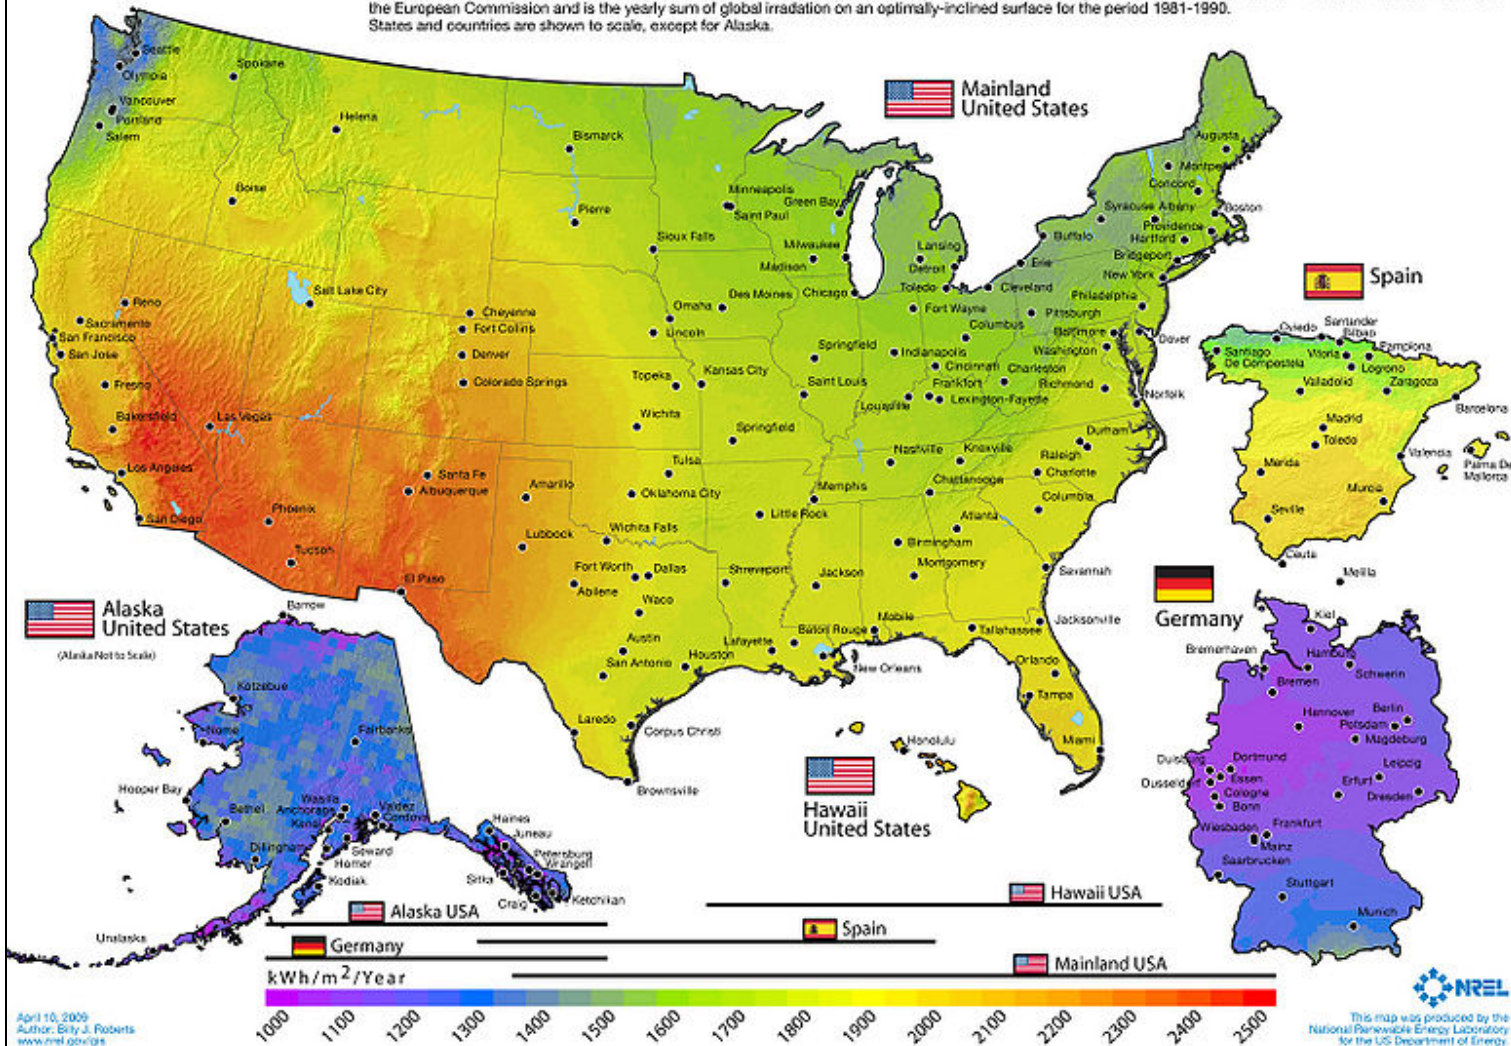 the European Commission and is the yearly sum of global irradation on an optimally-inclined surface for the period 1981-1990.
States and countries are shown to scale, except for Alaska.
Mainland
United States
Seattle
Olympia
Spokane
Vancouver
Portland
Salem
Helena
Bismarck
Boise
Pierre
Minneapolis
Saint Paul
Green Bay
Sioux Falls
Milwaukee
Madison
Lansing
Detroit
Augusta
Montpelier
Concord
Boston
Syracuse
Albany
Providence
Hartford
Buffalo
Erie
Bridgeport
New York
Reno
Salt Lake City
Sacramento
San Francisco
San Jose
Fresno
Bakersfield
Las Vegas
Los Angeles
San Diego
Phoenix
Tucson
Cheyenne
Fort Collins
Denver
Colorado Springs
Santa Fe
Albuquerque
El Paso
Omaha
Lincoln
Des Moines
Chicago
Toledo
Cleveland
Fort Wayne
Philadelphia
Pittsburgh
Columbus
Baltimore
Washington
Dover
Springfield
Indianapolis
Cincinnati
Charleston
Topeka
Kansas City
Saint Louis
Frankfort
Richmond
Louisville
Lexington-Fayette
Norfolk
Wichita
Springfield
Durham
Raleigh
Nashville
Knoxville
Charlotte
Tulsa
Oklahoma City
Amarillo
Memphis
Chattanooga
Columbia
Little Rock
Atlanta
Lubbock
Wichita Falls
Birmingham
Fort Worth
Dallas
Abilene
Shreveport
Jackson
Montgomery
Savannah
Waco
Austin
Lafayette
Baton Rouge
Mobile
Tallahassee
Jacksonville
San Antonio
Houston
New Orleans
Orlando
Tampa
Laredo
Corpus Christi
Miami
Brownsville
Spain
Oviedo
Santander
Bilbao
Pamplona
Santiago
De Compostela
Vitoria
Logrono
Valladolid
Zaragoza
Barcelona
Madrid
Toledo
Valencia
Palma De
Mallorca
Merida
Murcia
Seville
Ceuta
Melilla
Germany
Kiel
Bremerhaven
Hamburg
Schwerin
Bremen
Hannover
Berlin
Potsdam
Magdeburg
Duisburg
Dortmund
Essen
Dusseldorf
Leipzig
Erfurt
Dresden
Cologne
Bonn
Wiesbaden
Frankfurt
Mainz
Saarbrucken
Stuttgart
Munich
Alaska
United States
(Alaska Not to Scale)
Barrow
Kotzebue
Nome
Fairbanks
Hooper Bay
Bethel
Wasilla
Anchorage
Kenai
Valdez
Cordova
Dillingham
Seward
Homer
Kodiak
Unalaska
Haines
Juneau
Petersburg
Wrangell
Sitka
Craig
Ketchikan
Honolulu
Hawaii
United States
Hawaii USA
Alaska USA
Spain
Germany
Mainland USA
kWh/m2/Year
1000 1100 1200 1300 1400 1500 1600 1700 1800 1900 2000 2100 2200 2300 2400 2500
April 10, 2009
Author: Billy J. Roberts
www.nrel.gov/gis
NREL
This map was produced by the
National Renewable Energy Laboratory
for the US Department of Energy.